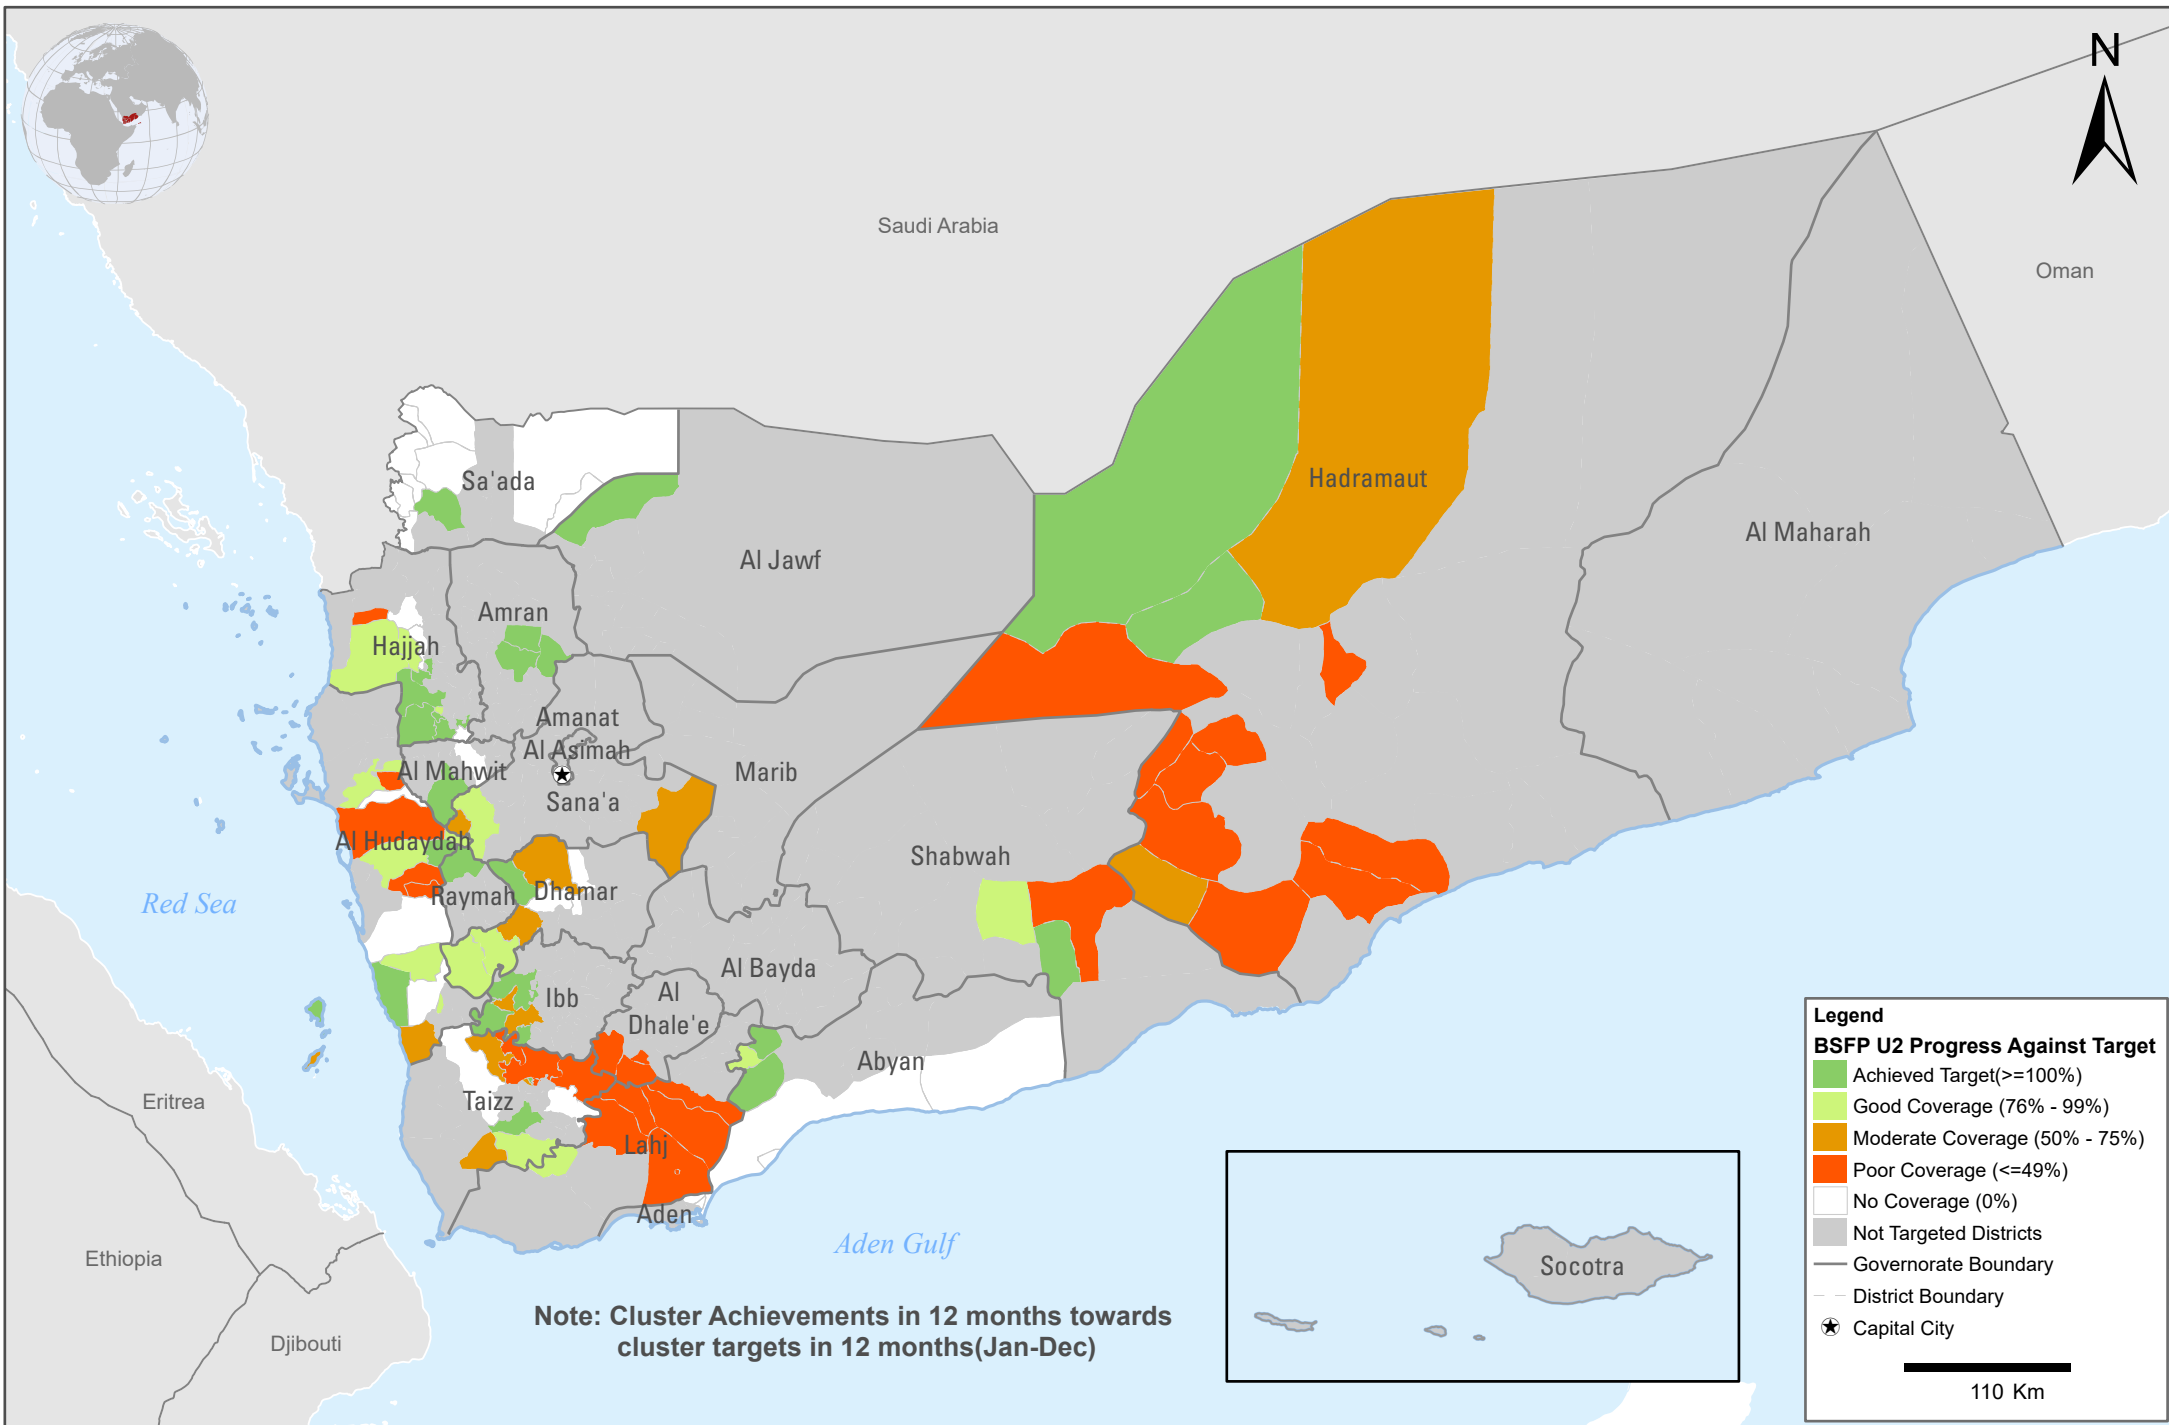 N
Saudi Arabia
Oman
Hadramaut
Sa'ada
Al Maharah
Al Jawf
Amran
Hajjah
Amanat
Al Asimah
Al Mahwit
Marib
Sana'a
Al Hudaydah
Shabwah
Dhamar
Raymah
Red Sea
Al Bayda
Ibb
Al
Dhale'e
Abyan
Eritrea
Taizz
Lahj
Aden
Aden Gulf
Ethiopia
Djibouti
Socotra
Note: Cluster Achievements in 12 months towards
cluster targets in 12 months(Jan-Dec)
Legend
BSFP U2 Progress Against Target
Achieved Target(>=100%)
Good Coverage (76% - 99%)
Moderate Coverage (50% - 75%)
Poor Coverage (<=49%)
No Coverage (0%)
Not Targeted Districts
Governorate Boundary
District Boundary
Capital City
110 Km